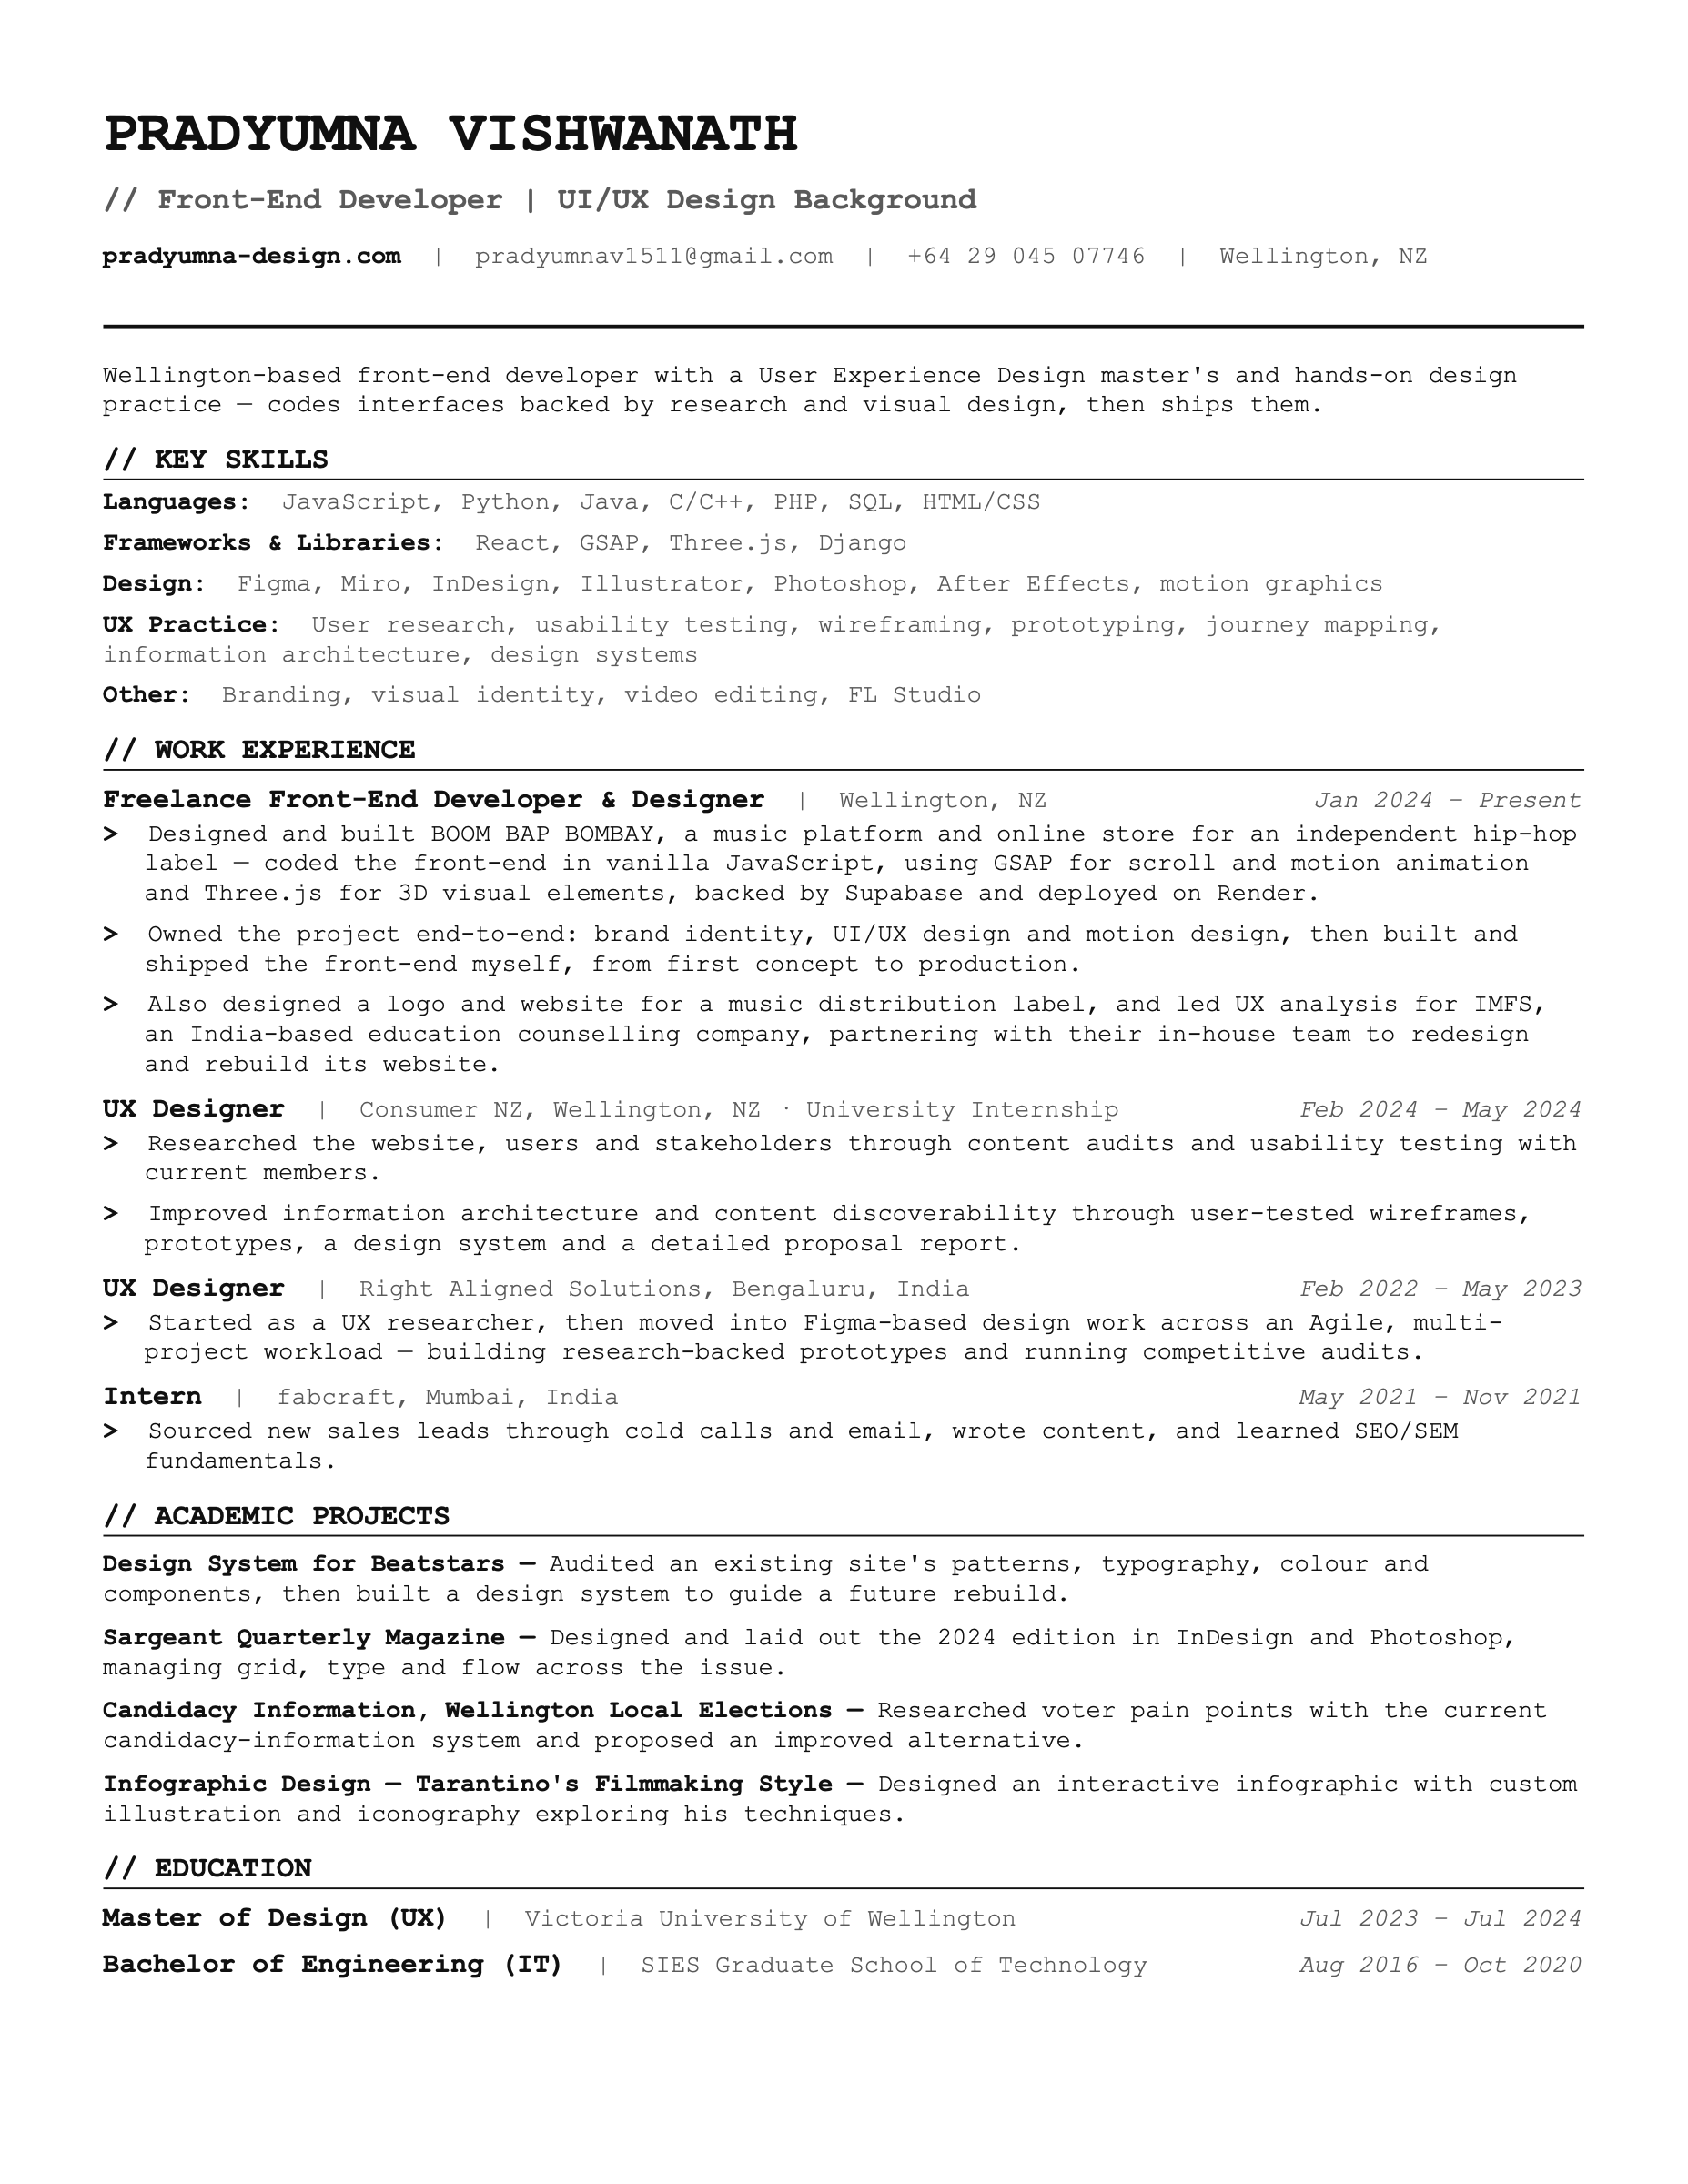 PRADYUMNA VISHWANATH
// Front-End Developer | UI/UX Design Background
pradyumna-design.com | pradyumnav1511@gmail.com | +64 29 045 07746 | Wellington, NZ
Wellington-based front-end developer with a User Experience Design master's and hands-on design
practice — codes interfaces backed by research and visual design, then ships them.
// KEY SKILLS
Languages: JavaScript, Python, Java, C/C++, PHP, SQL, HTML/CSS
Frameworks & Libraries: React, GSAP, Three.js, Django
Design: Figma, Miro, InDesign, Illustrator, Photoshop, After Effects, motion graphics
UX Practice: User research, usability testing, wireframing, prototyping, journey mapping,
information architecture, design systems
Other: Branding, visual identity, video editing, FL Studio
// WORK EXPERIENCE
Freelance Front-End Developer & Designer | Wellington, NZ Jan 2024 – Present
> Designed and built BOOM BAP BOMBAY, a music platform and online store for an independent hip-hop
label — coded the front-end in vanilla JavaScript, using GSAP for scroll and motion animation
and Three.js for 3D visual elements, backed by Supabase and deployed on Render.
> Owned the project end-to-end: brand identity, UI/UX design and motion design, then built and
shipped the front-end myself, from first concept to production.
> Also designed a logo and website for a music distribution label, and led UX analysis for IMFS,
an India-based education counselling company, partnering with their in-house team to redesign
and rebuild its website.
UX Designer | Consumer NZ, Wellington, NZ · University Internship Feb 2024 – May 2024
> Researched the website, users and stakeholders through content audits and usability testing with
current members.
> Improved information architecture and content discoverability through user-tested wireframes,
prototypes, a design system and a detailed proposal report.
UX Designer | Right Aligned Solutions, Bengaluru, India Feb 2022 – May 2023
> Started as a UX researcher, then moved into Figma-based design work across an Agile, multi-
project workload — building research-backed prototypes and running competitive audits.
Intern | fabcraft, Mumbai, India May 2021 – Nov 2021
> Sourced new sales leads through cold calls and email, wrote content, and learned SEO/SEM
fundamentals.
// ACADEMIC PROJECTS
Design System for Beatstars — Audited an existing site's patterns, typography, colour and
components, then built a design system to guide a future rebuild.
Sargeant Quarterly Magazine — Designed and laid out the 2024 edition in InDesign and Photoshop,
managing grid, type and flow across the issue.
Candidacy Information, Wellington Local Elections — Researched voter pain points with the current
candidacy-information system and proposed an improved alternative.
Infographic Design — Tarantino's Filmmaking Style — Designed an interactive infographic with custom
illustration and iconography exploring his techniques.
// EDUCATION
Master of Design (UX) | Victoria University of Wellington Jul 2023 – Jul 2024
Bachelor of Engineering (IT) | SIES Graduate School of Technology Aug 2016 – Oct 2020